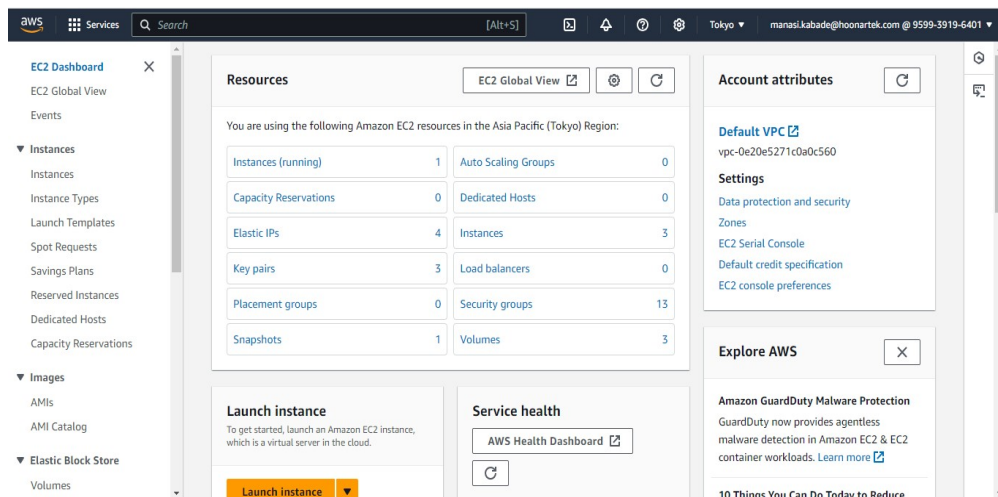 aws
Services
Search
[Alt+S]
Tokyo
manasi.kabade@hoonartek.com @ 9599-3919-6401
EC2 Dashboard
EC2 Global View
Events
Instances
Instances
Instance Types
Launch Templates
Spot Requests
Savings Plans
Reserved Instances
Dedicated Hosts
Capacity Reservations
Images
AMIs
AMI Catalog
Elastic Block Store
Volumes
Resources
EC2 Global View
You are using the following Amazon EC2 resources in the Asia Pacific (Tokyo) Region:
Instances (running) 1
Auto Scaling Groups 0
Capacity Reservations 0
Dedicated Hosts 0
Elastic IPs 4
Instances 3
Key pairs 3
Load balancers 0
Placement groups 0
Security groups 13
Snapshots 1
Volumes 3
Launch instance
To get started, launch an Amazon EC2 instance,
which is a virtual server in the cloud.
Launch instance
Service health
AWS Health Dashboard
Account attributes
Default VPC
vpc-0e20e5271c0a0c560
Settings
Data protection and security
Zones
EC2 Serial Console
Default credit specification
EC2 console preferences
Explore AWS
Amazon GuardDuty Malware Protection
GuardDuty now provides agentless
malware detection in Amazon EC2 & EC2
container workloads. Learn more
10 Things You Can Do Today to Reduce